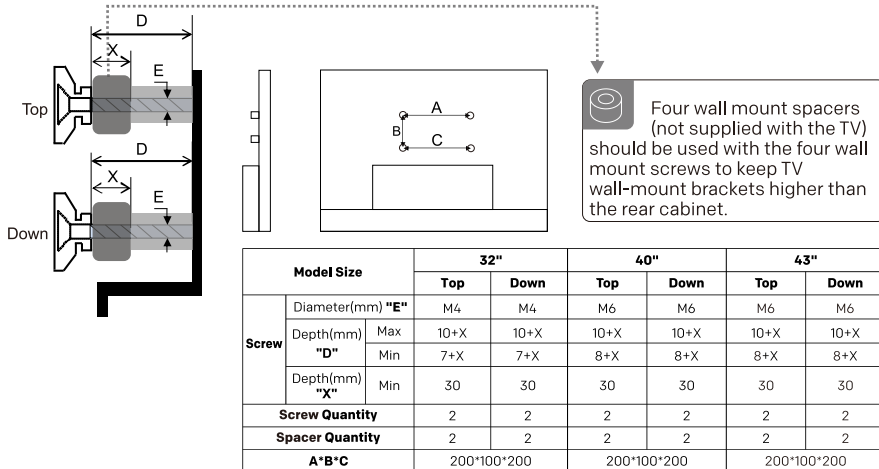 D
X
E
Top
D
X
E
Down
A
B
C
Four wall mount spacers
(not supplied with the TV)
should be used with the four wall
mount screws to keep TV
wall-mount brackets higher than
the rear cabinet.
Model Size 32" 40" 43"
Top Down Top Down Top Down
Screw Diameter(mm) "E" M4 M4 M6 M6 M6 M6
Depth(mm) "D" Max 10+X 10+X 10+X 10+X 10+X 10+X
Min 7+X 7+X 8+X 8+X 8+X 8+X
Depth(mm) "X" Min 30 30 30 30 30 30
Screw Quantity 2 2 2 2 2 2
Spacer Quantity 2 2 2 2 2 2
A*B*C 200*100*200 200*100*200 200*100*200